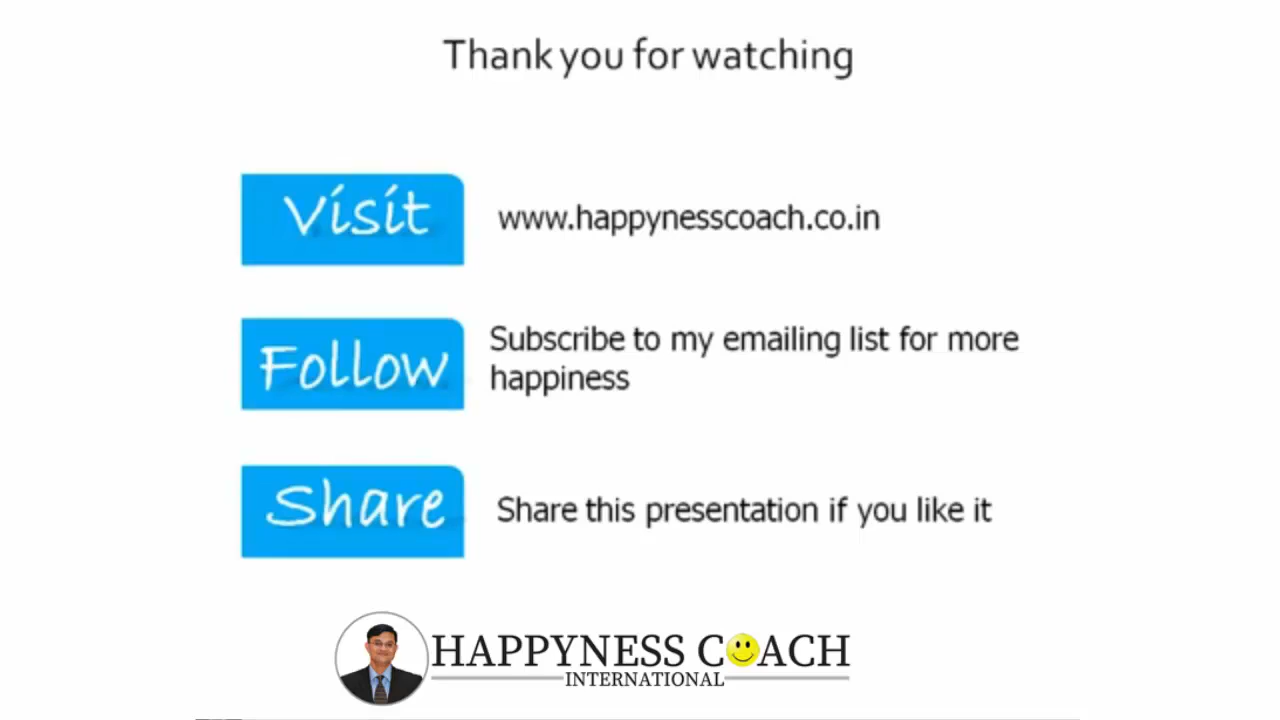 Thank you for watching
Visit
www.happynesscoach.co.in
Follow
Subscribe to my emailing list for more
happiness
Share
Share this presentation if you like it
HAPPYNESS COACH
INTERNATIONAL